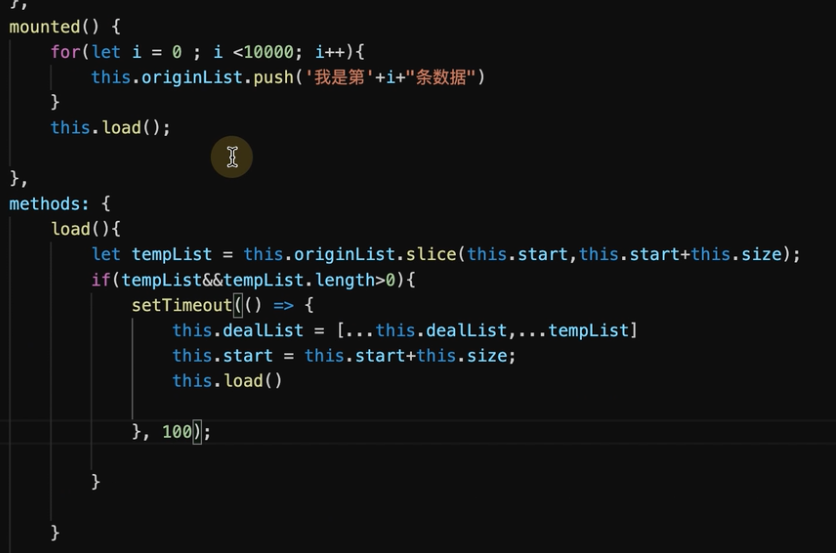 },
mounted() {
for(let i = 0 ; i <10000; i++){
this.originList.push('我是第'+i+"条数据")
}
this.load();
},
methods: {
load(){
let tempList = this.originList.slice(this.start,this.start+this.size);
if(tempList&&tempList.length>0){
setTimeout(() => {
this.dealList = [...this.dealList,...tempList]
this.start = this.start+this.size;
this.load()
}, 100);
}
}